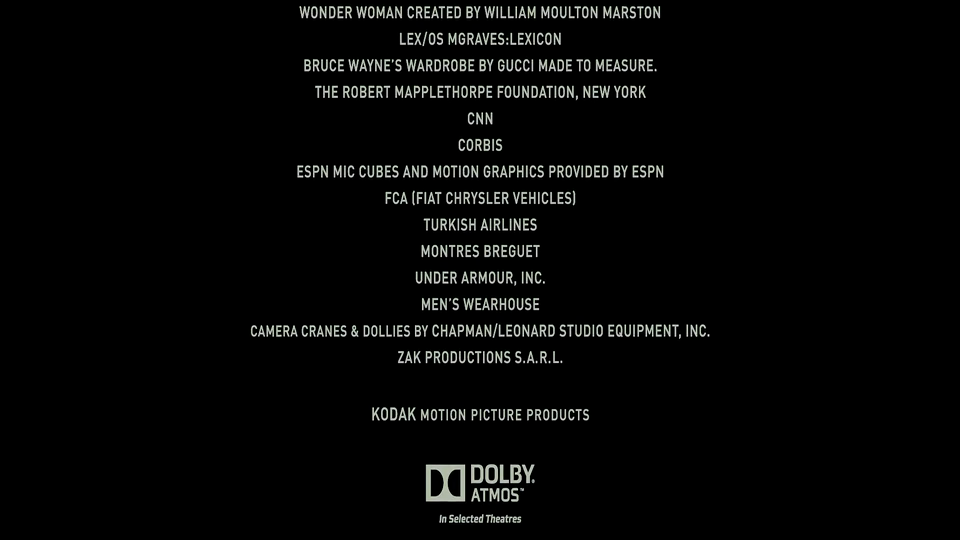 WONDER WOMAN CREATED BY WILLIAM MOULTON MARSTON
LEX/OS MGRAVES:LEXICON
BRUCE WAYNE'S WARDROBE BY GUCCI MADE TO MEASURE.
THE ROBERT MAPPLETHORPE FOUNDATION, NEW YORK
CNN
CORBIS
ESPN MIC CUBES AND MOTION GRAPHICS PROVIDED BY ESPN
FCA (FIAT CHRYSLER VEHICLES)
TURKISH AIRLINES
MONTRES BREGUET
UNDER ARMOUR, INC.
MEN'S WEARHOUSE
CAMERA CRANES & DOLLIES BY CHAPMAN/LEONARD STUDIO EQUIPMENT, INC.
ZAK PRODUCTIONS S.A.R.L.
KODAK MOTION PICTURE PRODUCTS
DOLBY.
ATMOS™
In Selected Theatres